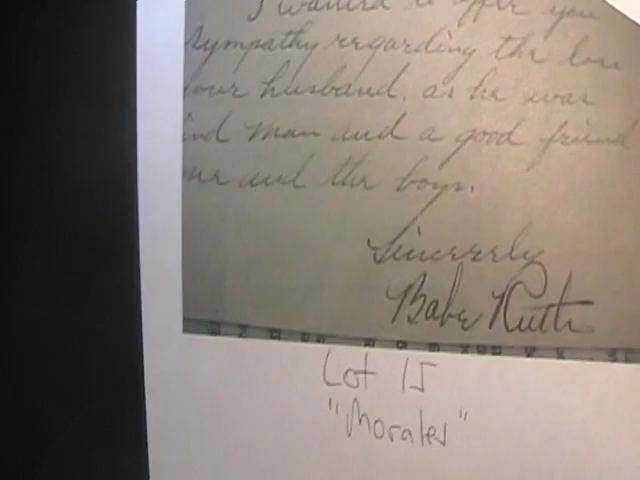 I wanted to offer you
sympathy regarding the loss
your husband. as he was
ind man and a good friend
me and the boys.
Sincerely
Babe Ruth
Lot 15
"Morales"